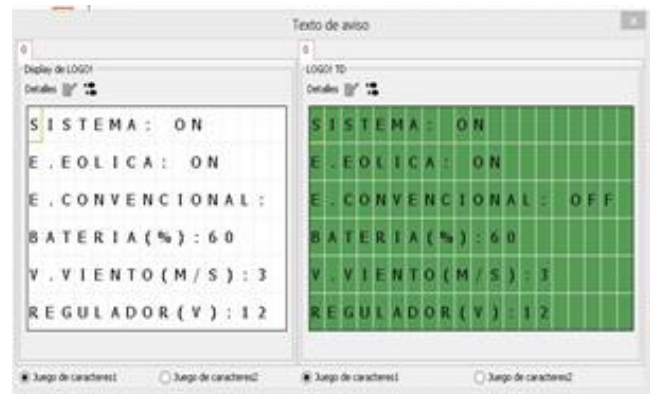 Texto de aviso
0
Display de LOGO!
Detalles
SISTEMA: ON
E.EOLICA: ON
E.CONVENCIONAL:
BATERIA(%):60
V.VIENTO(M/S):3
REGULADOR(V):12
Juego de caracteres1
Juego de caracteres2
0
LOGO! TD
Detalles
SISTEMA: ON
E.EOLICA: ON
E.CONVENCIONAL: OFF
BATERIA(%):60
V.VIENTO(M/S):3
REGULADOR(V):12
Juego de caracteres1
Juego de caracteres2